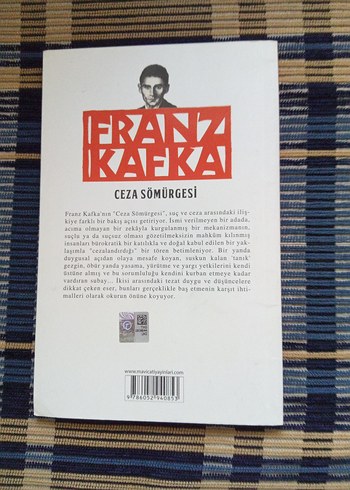 FRANZ
KAFKA
CEZA SÖMÜRGESİ
Franz Kafka'nın "Ceza Sömürgesi", suç ve ceza arasındaki iliş-
kiye farklı bir bakış açısı getiriyor. İsmi verilmeyen bir adada,
acıma olmayan bir zekâyla kurgulanmış bir mekanizmanın,
suçlu ya da suçsuz olması gözetilmeksizin mahkûm kılınmış
insanları bürokratik bir katılıkla ve doğal kabul edilen bir yak-
laşımla "cezalandırdığı" bir tören betimleniyor. Bir yanda
duygusal açıdan olaya mesafe koyan, suskun kalan 'tanık'
gezgin, öbür yanda yasama, yürütme ve yargı yetkilerini kendi
üstüne almış ve bu sorumluluğu kendini kurban etmeye kadar
vardıran subay... İkisi arasındaki tezat duygu ve düşüncelere
dikkat çeken eser, bunları gerçeklikle baş etmenin karşıt ihti-
malleri olarak okurun önüne koyuyor.
www.mavicatiyayinlari.com
9786052940853